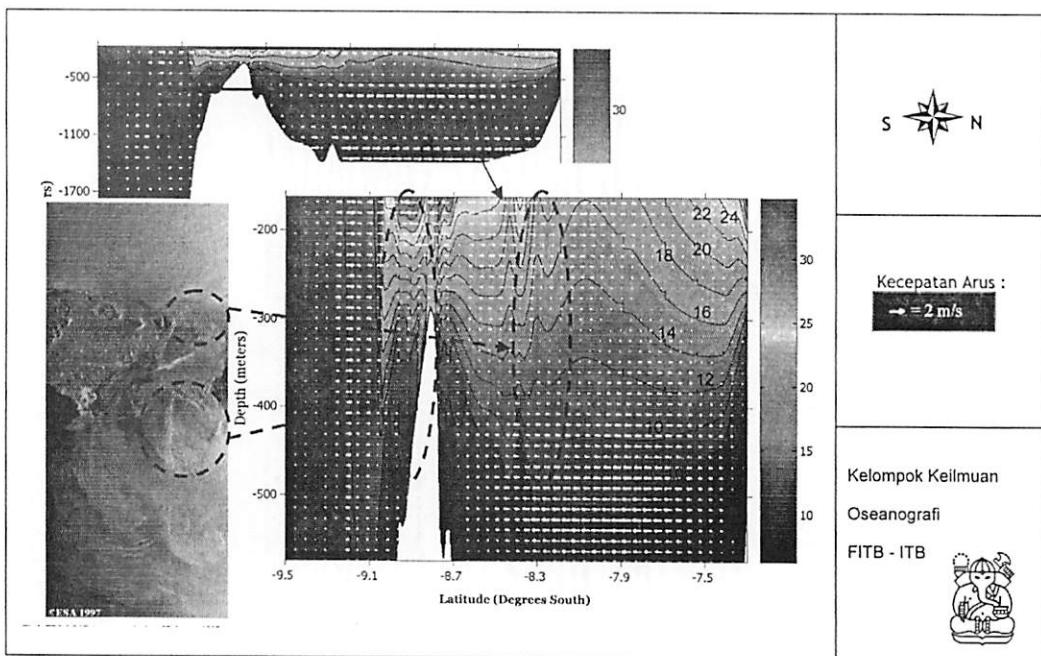 -500
-1100
-1700
30
rs)
S N
22 24
20
18
16
14
12
10
-200
-300
-400
-500
Depth (meters)
30
20
10
-9.5 -9.1 -8.7 -8.3 -7.9 -7.5
Latitude (Degrees South)
©ESA 1997
Kecepatan Arus :
= 2 m/s
Kelompok Keilmuan
Oseanografi
FITB - ITB